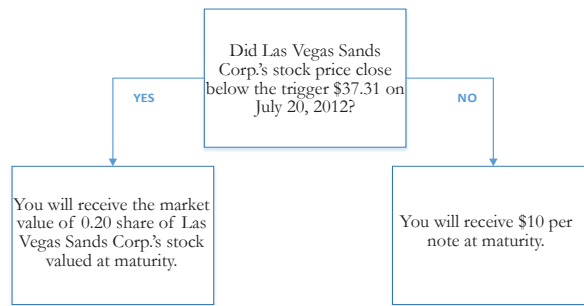 Did Las Vegas Sands
Corp.'s stock price close
below the trigger $37.31 on
July 20, 2012?
YES
NO
You will receive the market
value of 0.20 share of Las
Vegas Sands Corp.'s stock
valued at maturity.
You will receive $10 per
note at maturity.